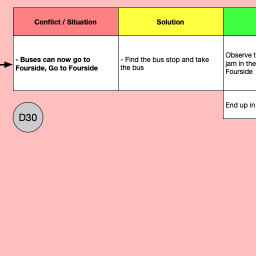 Conflict / Situation
Solution
- Buses can now go to
Fourside, Go to Fourside
- Find the bus stop and take
the bus
Observe t
jam in the
Fourside
End up in
D30